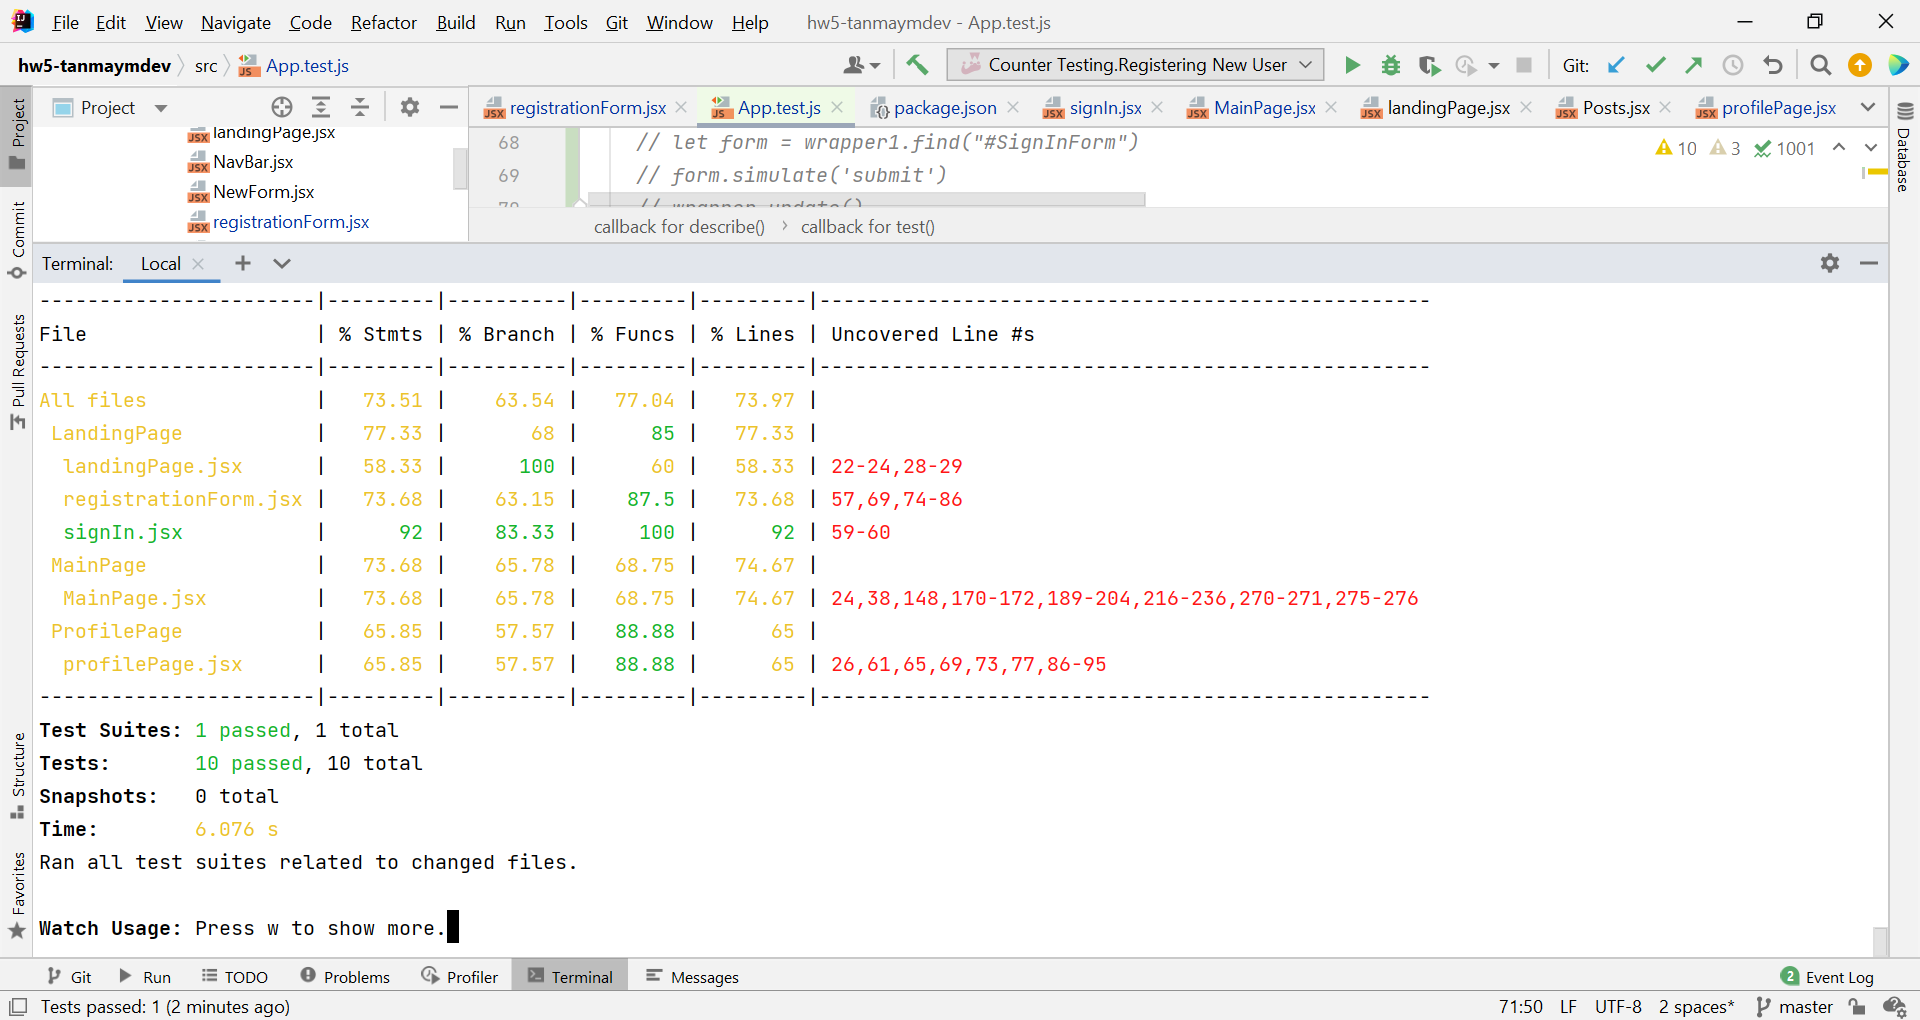 File Edit View Navigate Code Refactor Build Run Tools Git Window Help hw5-tanmaymdev - App.test.js
hw5-tanmaymdev src App.test.js Counter Testing.Registering New User Git:
Project
registrationForm.jsx App.test.js package.json signIn.jsx MainPage.jsx landingPage.jsx Posts.jsx profilePage.jsx
landingPage.jsx
NavBar.jsx
NewForm.jsx
registrationForm.jsx
68 // let form = wrapper1.find("#SignInForm")
69 // form.simulate('submit')
70 // wrapper.update()
10 3 1001
callback for describe() callback for test()
Project
Commit
Pull Requests
Structure
Favorites
Database
Terminal: Local
-----------------------|---------|----------|---------|---------|---------------------------------------------------
File | % Stmts | % Branch | % Funcs | % Lines | Uncovered Line #s
-----------------------|---------|----------|---------|---------|---------------------------------------------------
All files | 73.51 | 63.54 | 77.04 | 73.97 |
LandingPage | 77.33 | 68 | 85 | 77.33 |
landingPage.jsx | 58.33 | 100 | 60 | 58.33 | 22-24,28-29
registrationForm.jsx | 73.68 | 63.15 | 87.5 | 73.68 | 57,69,74-86
signIn.jsx | 92 | 83.33 | 100 | 92 | 59-60
MainPage | 73.68 | 65.78 | 68.75 | 74.67 |
MainPage.jsx | 73.68 | 65.78 | 68.75 | 74.67 | 24,38,148,170-172,189-204,216-236,270-271,275-276
ProfilePage | 65.85 | 57.57 | 88.88 | 65 |
profilePage.jsx | 65.85 | 57.57 | 88.88 | 65 | 26,61,65,69,73,77,86-95
-----------------------|---------|----------|---------|---------|---------------------------------------------------
Test Suites: 1 passed, 1 total
Tests: 10 passed, 10 total
Snapshots: 0 total
Time: 6.076 s
Ran all test suites related to changed files.
Watch Usage: Press w to show more.
Git Run TODO Problems Profiler Terminal Messages 2 Event Log
Tests passed: 1 (2 minutes ago) 71:50 LF UTF-8 2 spaces* master